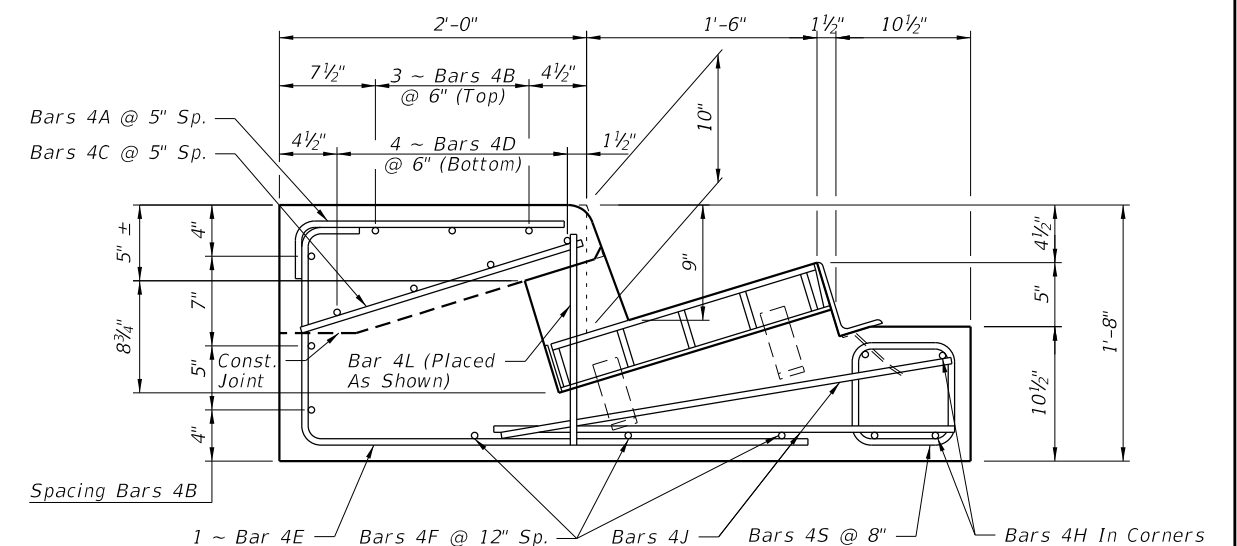 2'-0"
1'-6"
1½"
10½"
7½"
3 ~ Bars 4B
@ 6" (Top)
4½"
10"
Bars 4A @ 5" Sp.
Bars 4C @ 5" Sp.
4½"
4 ~ Bars 4D
@ 6" (Bottom)
1½"
5" ±
4"
9"
4½"
7"
5"
8¾"
1'-8"
Const.
Joint
Bar 4L (Placed
As Shown)
5"
10½"
4"
Spacing Bars 4B
1 ~ Bar 4E
Bars 4F @ 12" Sp.
Bars 4J
Bars 4S @ 8"
Bars 4H In Corners